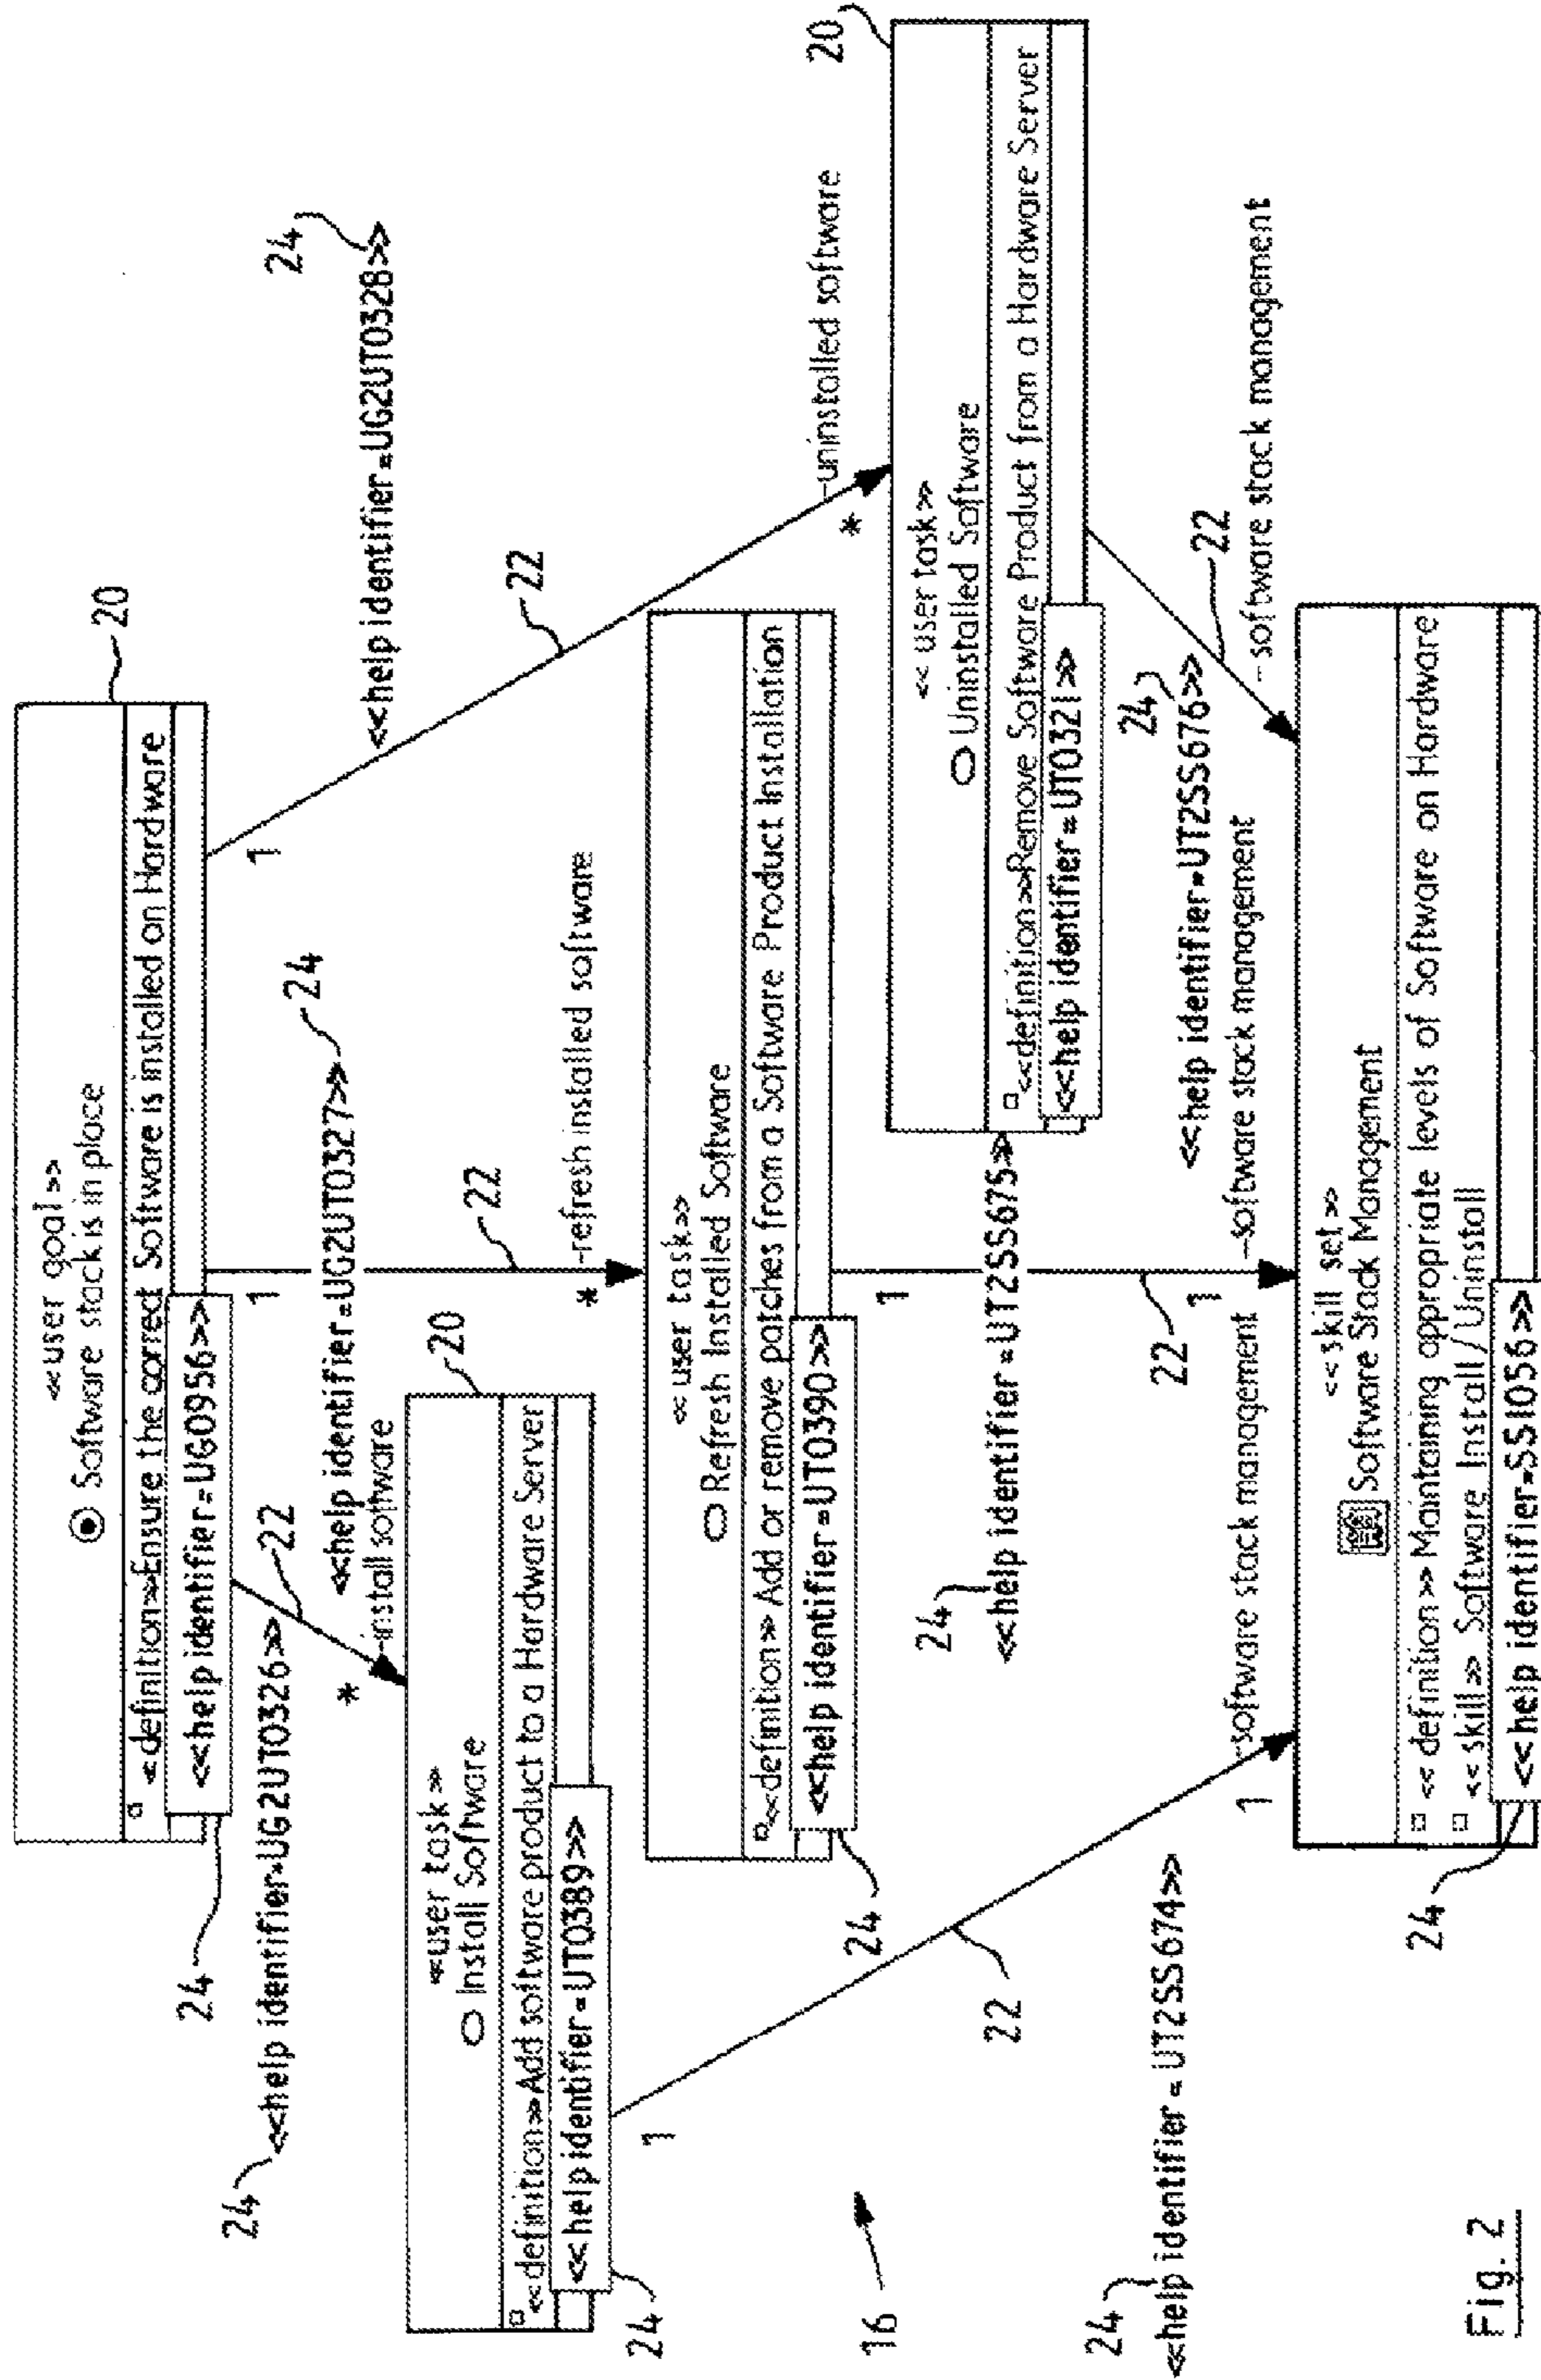 <<user goal>>
Software stack is in place
<<definition>>Ensure the correct Software is installed on Hardware
<<help identifier=UG0956>>
20
24
24
<<help identifier=UG2UT0326>>
22
1
<<help identifier=UG2UT0327>>
24
1
<<help identifier=UG2UT0328>>
24
*
-install software
22
*
-refresh installed software
22
*
-uninstalled software
20
<<user task>>
Install Software
<<definition>>Add software product to a Hardware Server
<<help identifier=UT0389>>
24
20
<<user task>>
Refresh Installed Software
<<definition>>Add or remove patches from a Software Product Installation
<<help identifier=UT0390>>
24
<<user task>>
Uninstalled Software
<<definition>>Remove Software Product from a Hardware Server
<<help identifier=UT0321>>
1
16
22
24
<<help identifier=UT2SS674>>
1
24
<<help identifier=UT2SS675>>
22
24
<<help identifier=UT2SS676>>
22
1
-software stack management
1
-software stack management
-software stack management
<<skill set>>
Software Stack Management
<<definition>> Maintaining appropriate levels of Software on Hardware
<<skill>> Software Install/Uninstall
<<help identifier=SS1056>>
24
Fig. 2